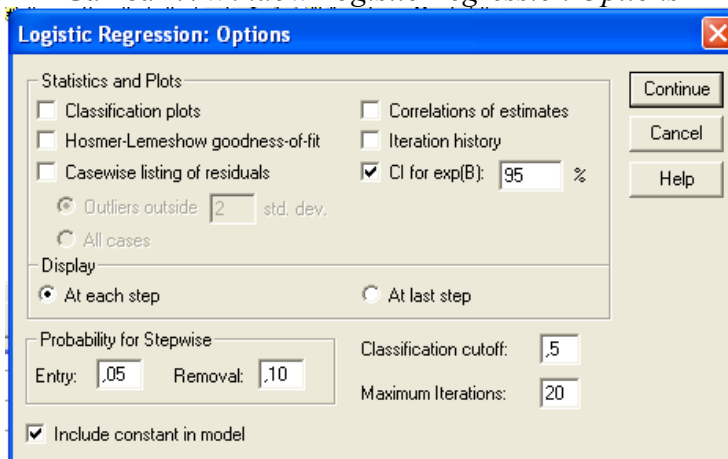 Logistic Regression: Options
Statistics and Plots
Classification plots
Correlations of estimates
Hosmer-Lemeshow goodness-of-fit
Iteration history
Casewise listing of residuals
CI for exp(B): 95 %
Outliers outside 2 std. dev.
All cases
Display
At each step
At last step
Probability for Stepwise
Entry: ,05 Removal: ,10
Classification cutoff: ,5
Maximum Iterations: 20
Include constant in model
Continue
Cancel
Help